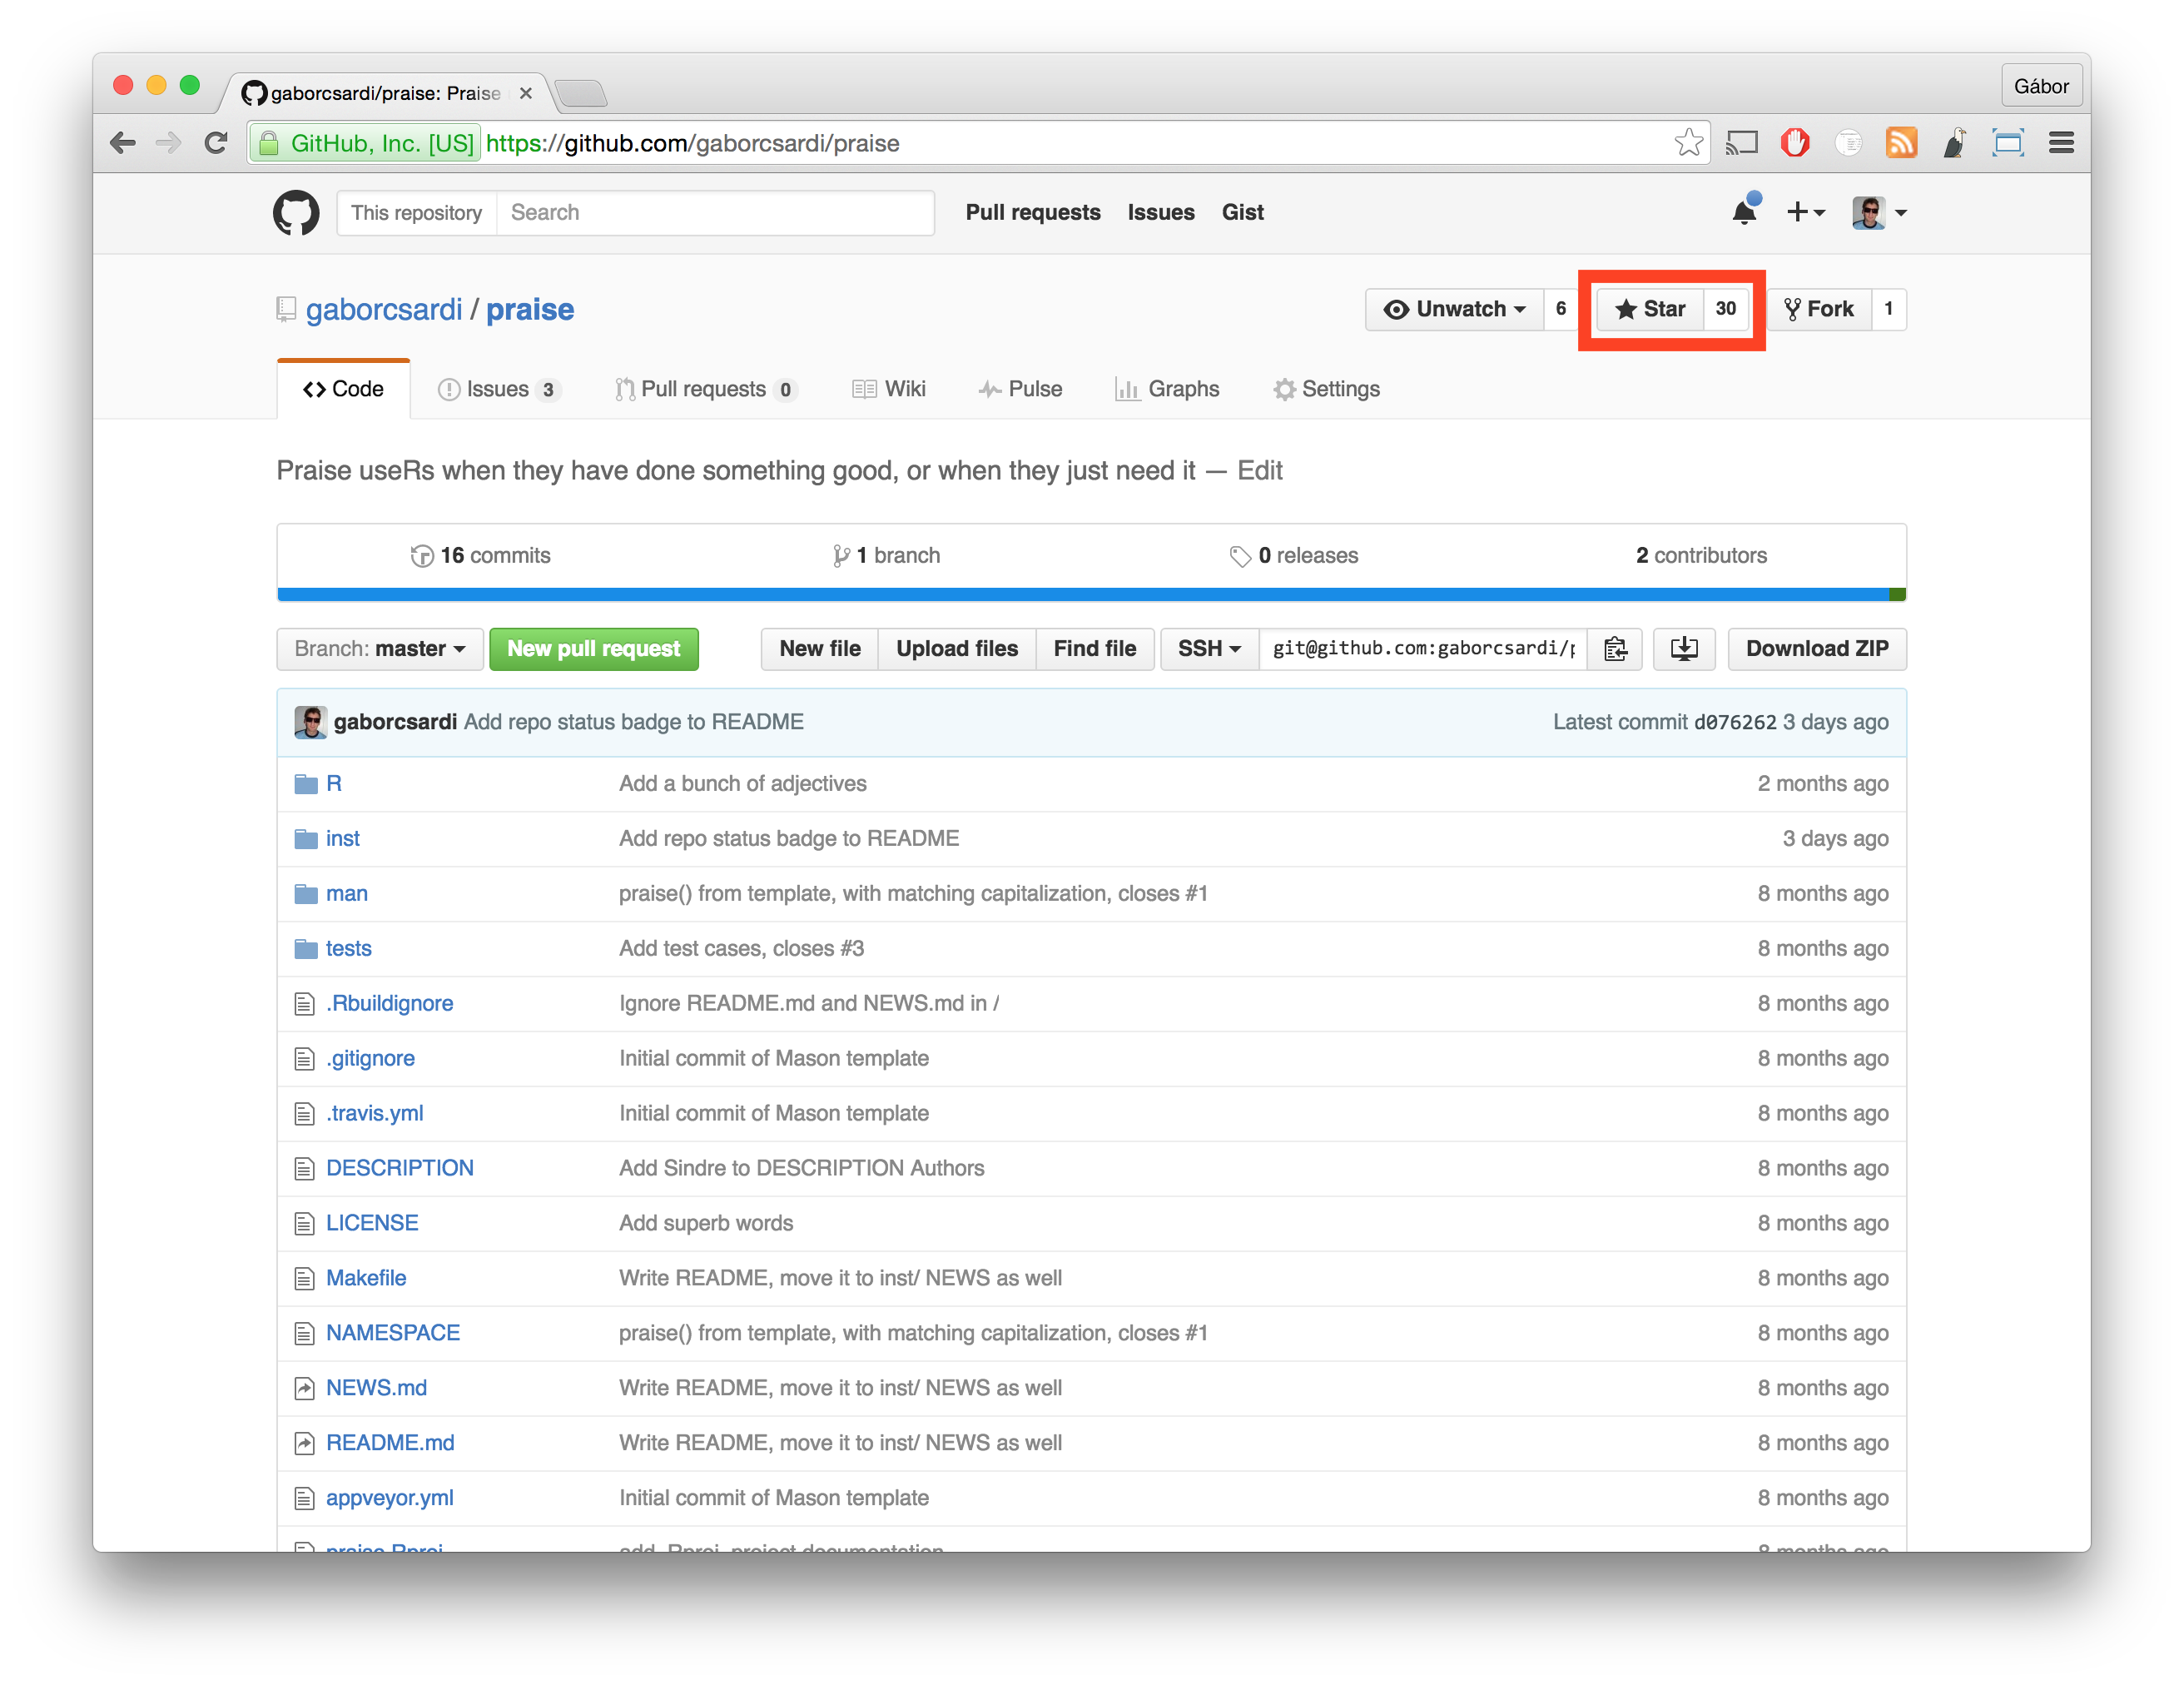 gaborcsardi/praise: Praise
Gábor
GitHub, Inc. [US] https://github.com/gaborcsardi/praise
This repository Search Pull requests Issues Gist
gaborcsardi / praise Unwatch 6 Star 30 Fork 1
Code Issues 3 Pull requests 0 Wiki Pulse Graphs Settings
Praise useRs when they have done something good, or when they just need it — Edit
16 commits 1 branch 0 releases 2 contributors
Branch: master New pull request New file Upload files Find file SSH git@github.com:gaborcsardi/p Download ZIP
gaborcsardi Add repo status badge to README Latest commit d076262 3 days ago
R Add a bunch of adjectives 2 months ago
inst Add repo status badge to README 3 days ago
man praise() from template, with matching capitalization, closes #1 8 months ago
tests Add test cases, closes #3 8 months ago
.Rbuildignore Ignore README.md and NEWS.md in / 8 months ago
.gitignore Initial commit of Mason template 8 months ago
.travis.yml Initial commit of Mason template 8 months ago
DESCRIPTION Add Sindre to DESCRIPTION Authors 8 months ago
LICENSE Add superb words 8 months ago
Makefile Write README, move it to inst/ NEWS as well 8 months ago
NAMESPACE praise() from template, with matching capitalization, closes #1 8 months ago
NEWS.md Write README, move it to inst/ NEWS as well 8 months ago
README.md Write README, move it to inst/ NEWS as well 8 months ago
appveyor.yml Initial commit of Mason template 8 months ago
praise.Rproj add .Rproj, project documentation 8 months ago